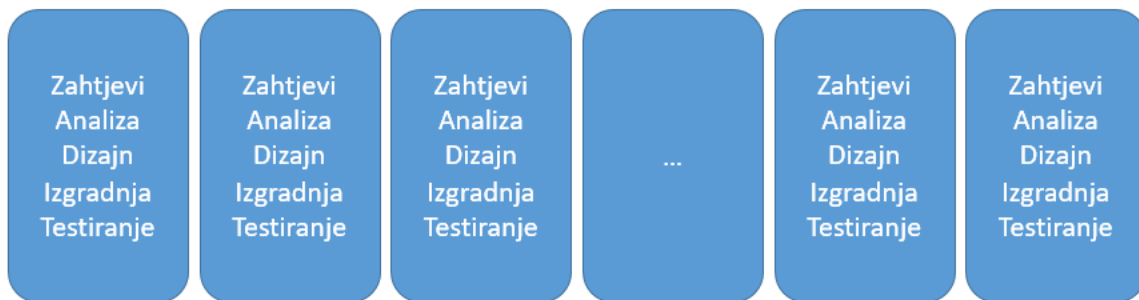 Zahtjevi
Analiza
Dizajn
Izgradnja
Testiranje
Zahtjevi
Analiza
Dizajn
Izgradnja
Testiranje
Zahtjevi
Analiza
Dizajn
Izgradnja
Testiranje
...
Zahtjevi
Analiza
Dizajn
Izgradnja
Testiranje
Zahtjevi
Analiza
Dizajn
Izgradnja
Testiranje